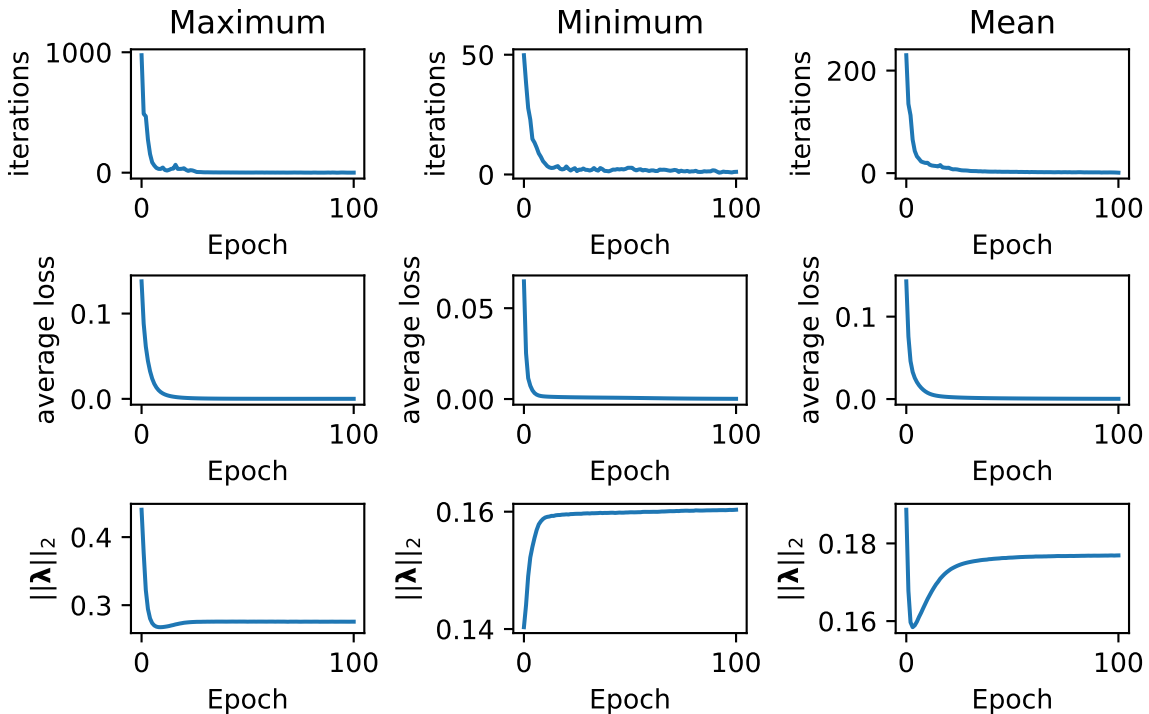 Maximum
Minimum
Mean
iterations
1000
0
0
100
Epoch
iterations
50
0
0
100
Epoch
iterations
200
0
0
100
Epoch
average loss
0.1
0.0
0
100
Epoch
average loss
0.05
0.00
0
100
Epoch
average loss
0.1
0.0
0
100
Epoch
||λ||₂
0.4
0.3
0
100
Epoch
||λ||₂
0.16
0.14
0
100
Epoch
||λ||₂
0.18
0.16
0
100
Epoch